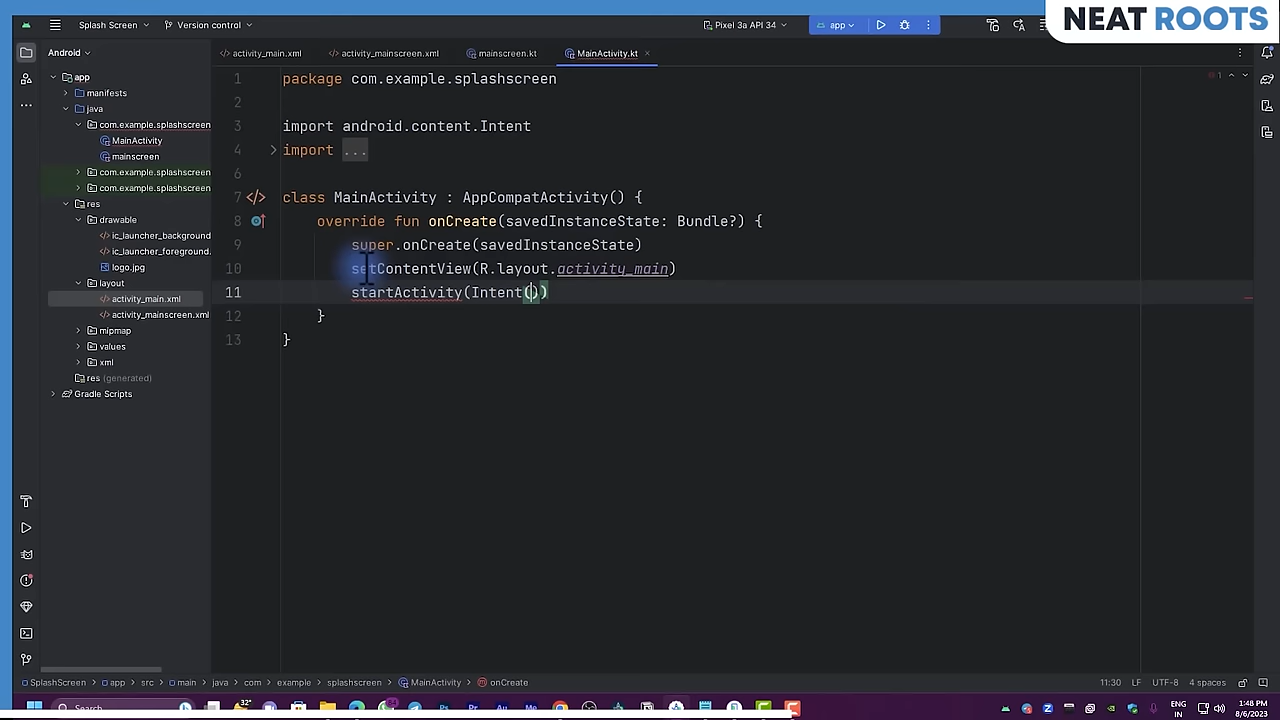 NEAT ROOTS
Splash Screen
Version control
Pixel 3a API 34
app
Android
activity_main.xml
activity_mainscreen.xml
mainscreen.kt
MainActivity.kt
app
manifests
java
com.example.splashscreen
MainActivity
mainscreen
com.example.splashscreen
com.example.splashscreen
res
drawable
ic_launcher_background
ic_launcher_foreground.
logo.jpg
layout
activity_main.xml
activity_mainscreen.xml
mipmap
values
xml
res (generated)
Gradle Scripts
1 package com.example.splashscreen
2
3 import android.content.Intent
4 import ...
6
7 class MainActivity : AppCompatActivity() {
8 override fun onCreate(savedInstanceState: Bundle?) {
9 super.onCreate(savedInstanceState)
10 setContentView(R.layout.activity_main)
11 startActivity(Intent())
12 }
13 }
1
SplashScreen > app > src > main > java > com > example > splashscreen > MainActivity > onCreate
11:30 LF UTF-8 4 spaces
Search
32°
ENG
IN
1:48 PM
8/6/2023